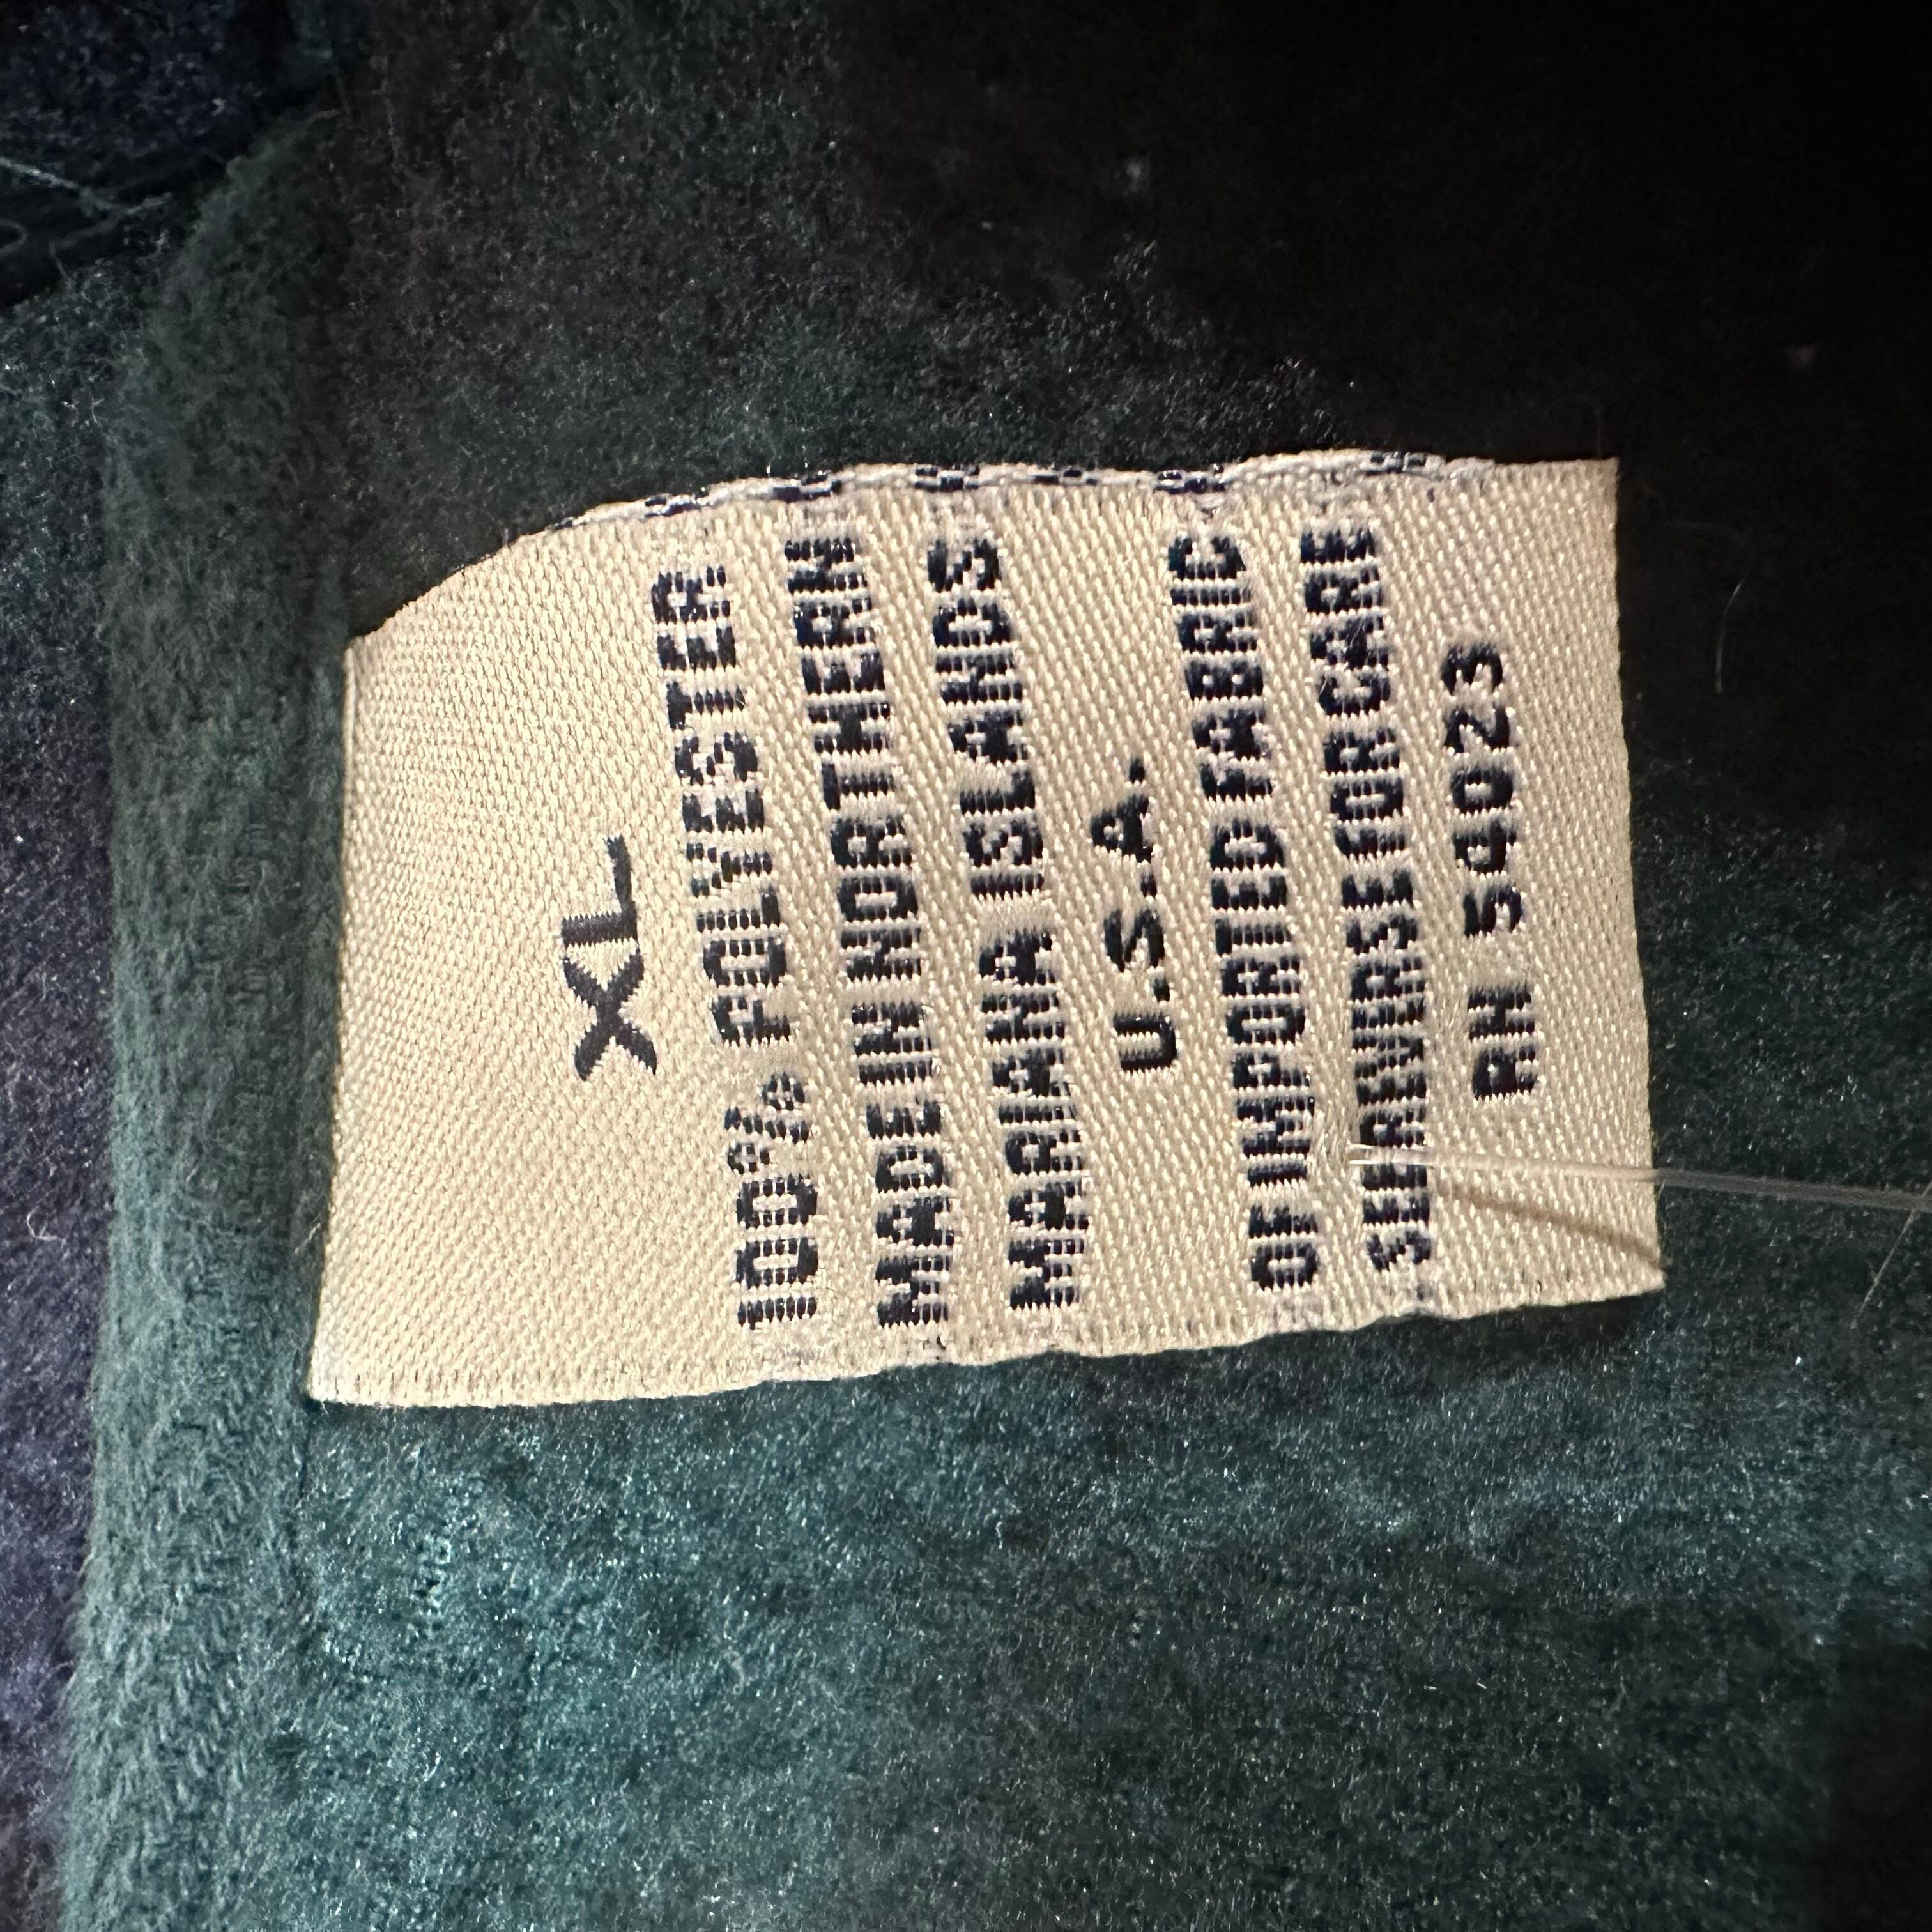 XL
100% POLYESTER
MADE IN NORTHERN
MARIANA ISLANDS
U.S.A.
OF IMPORTED FABRIC
SEE REVERSE FOR CARE
RN 54023